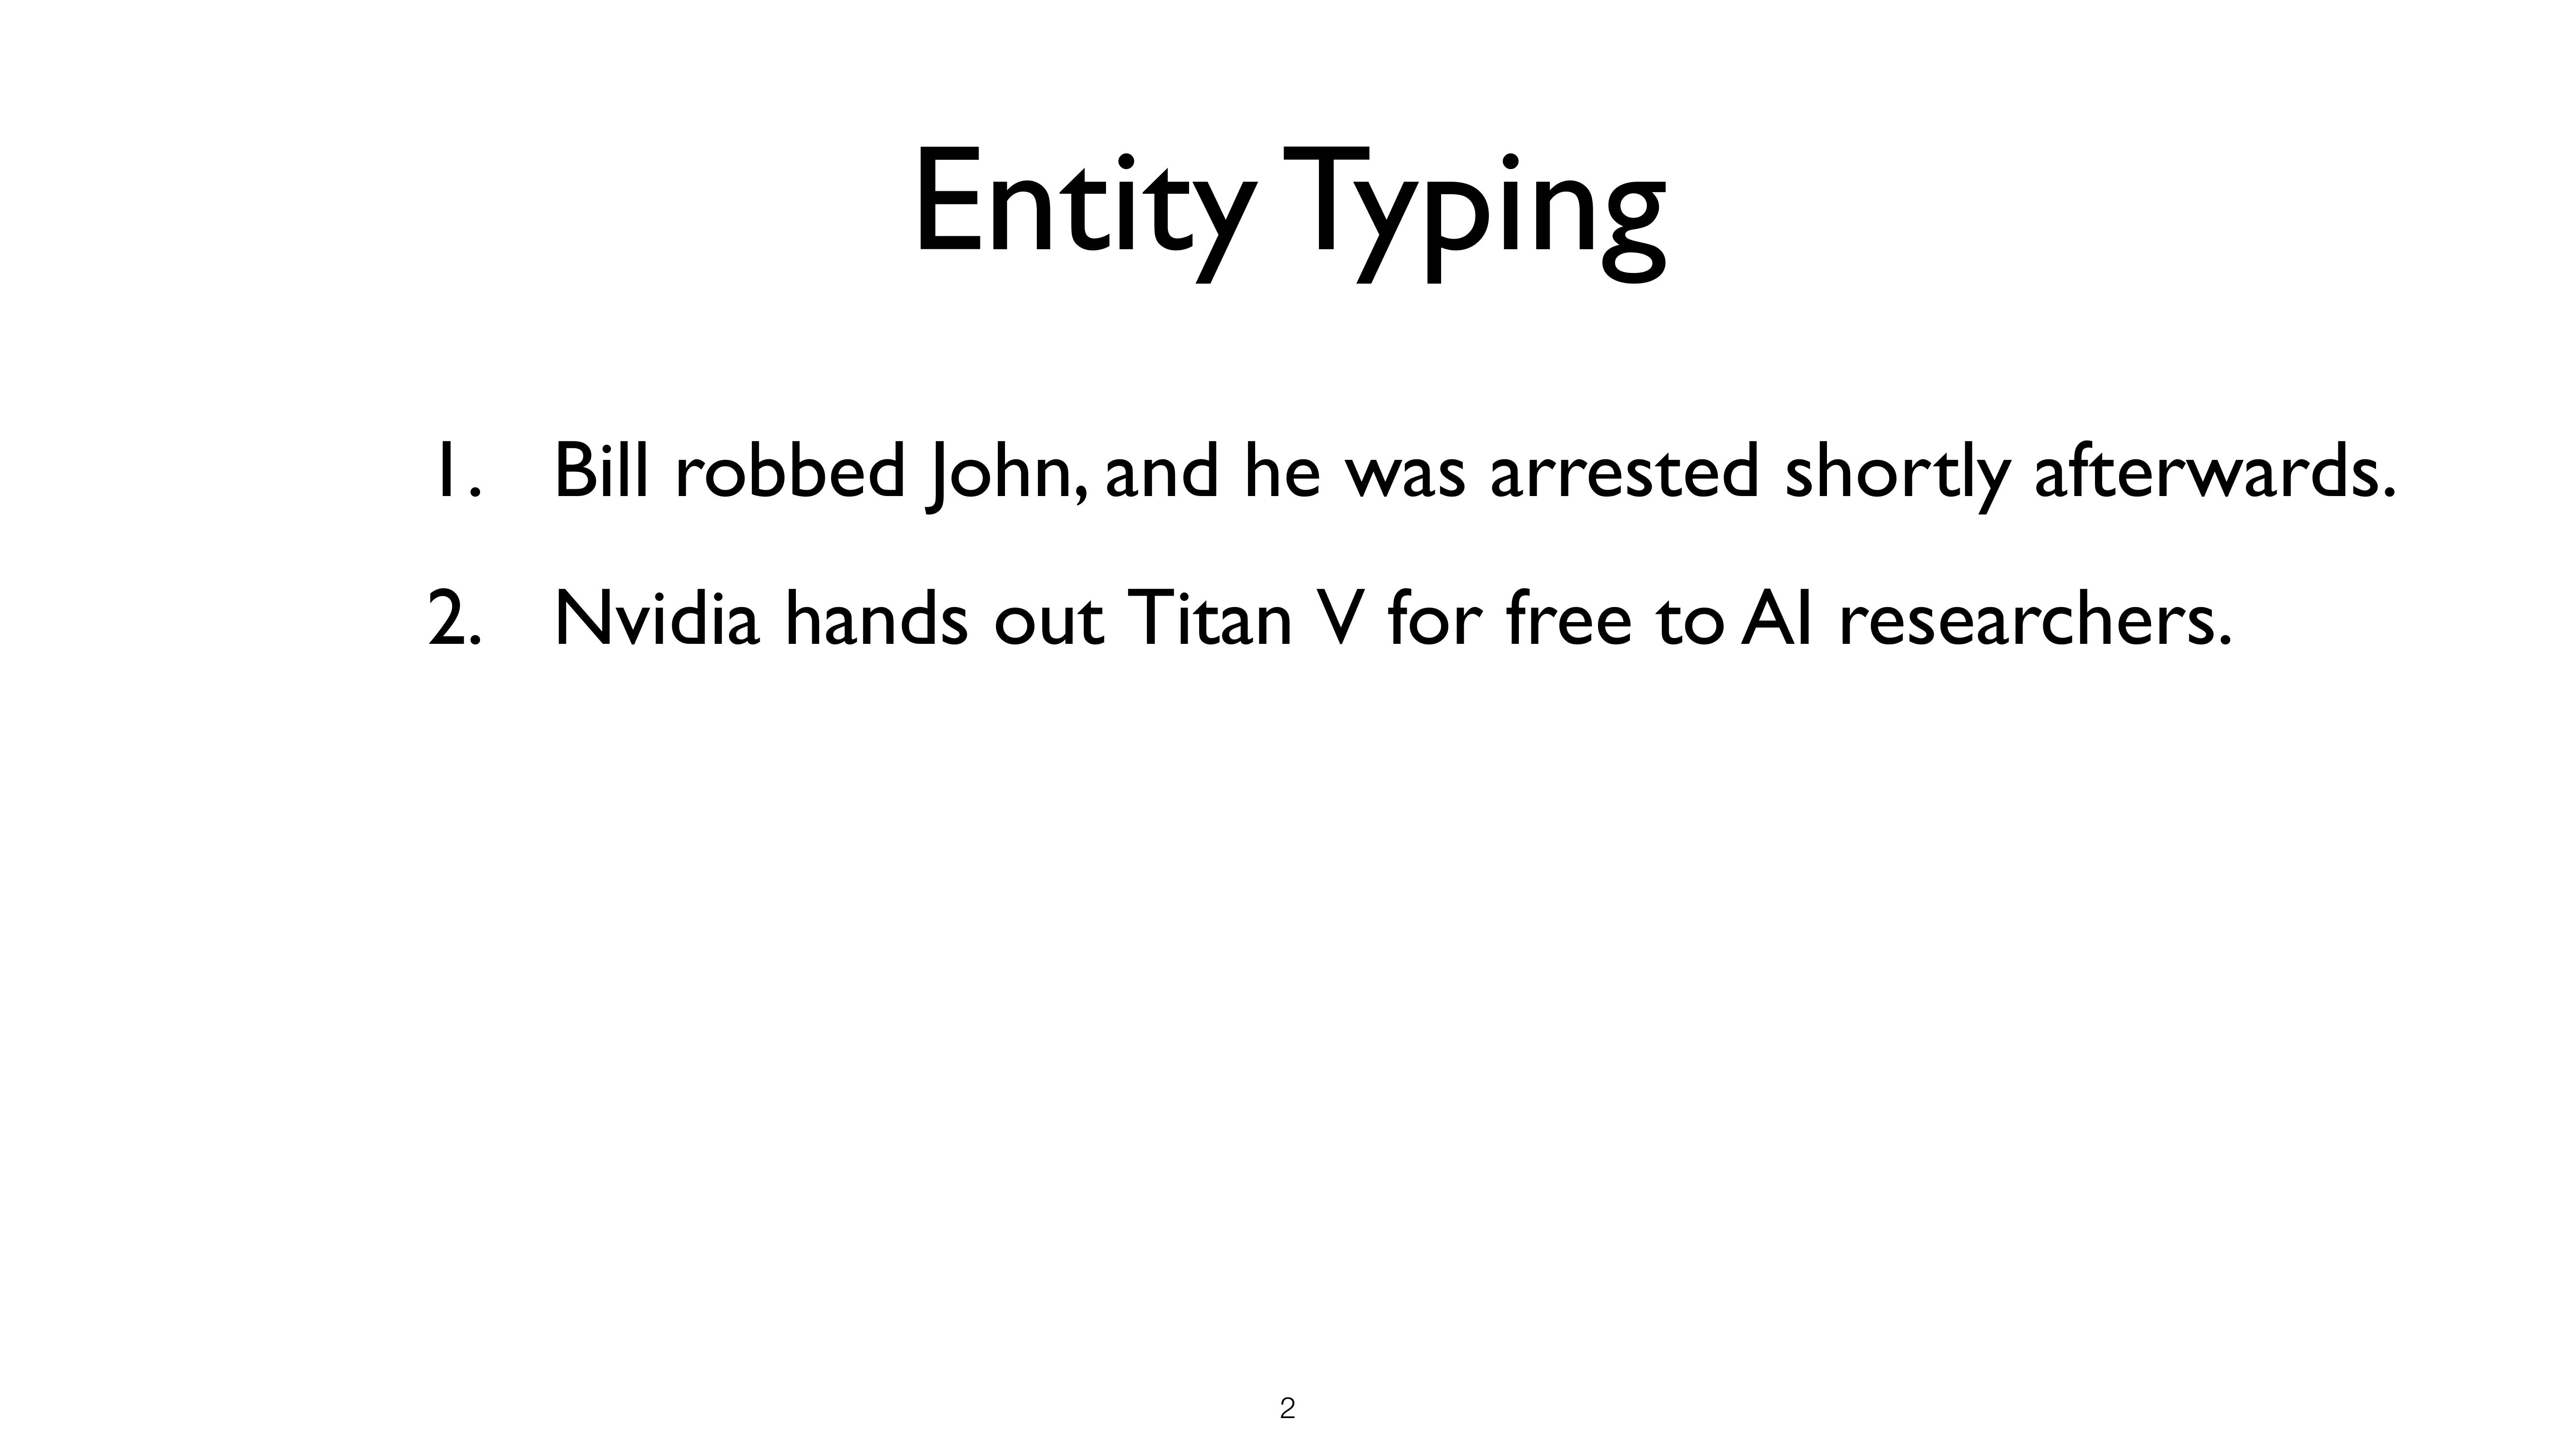 Entity Typing
1. Bill robbed John, and he was arrested shortly afterwards.
2. Nvidia hands out Titan V for free to AI researchers.
2